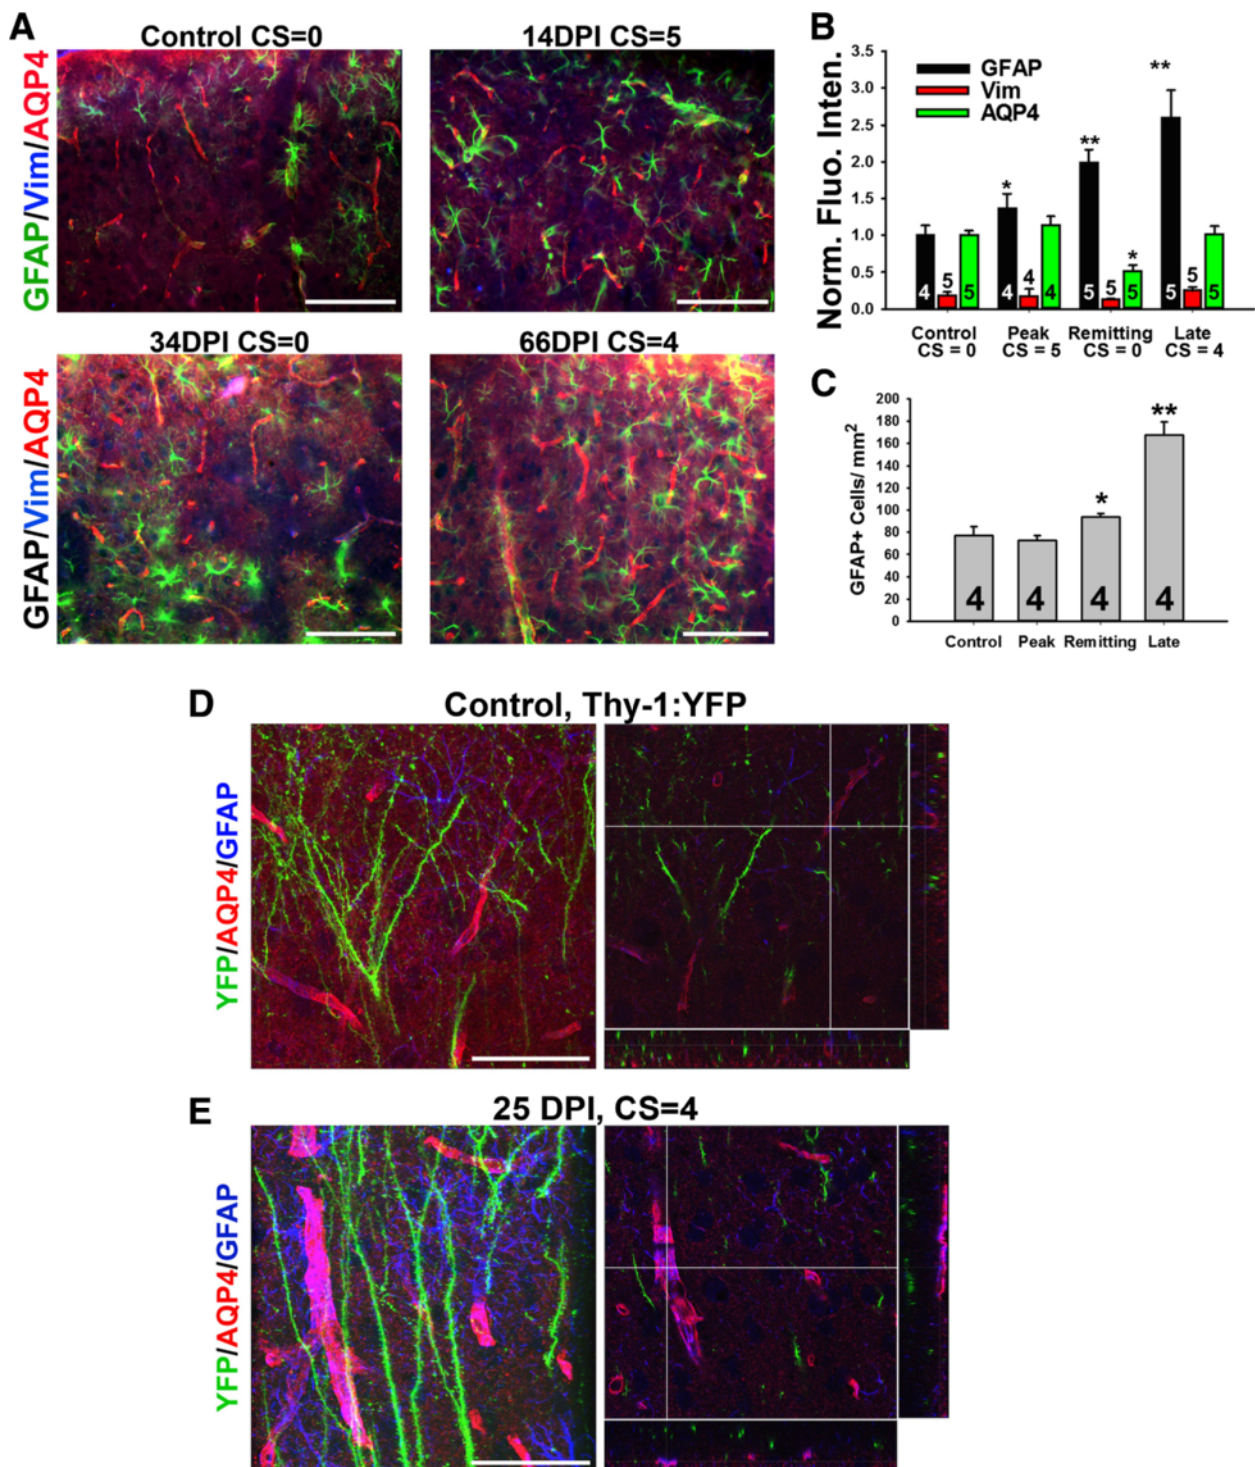 A
Control CS=0
14DPI CS=5
GFAP/Vim/AQP4
34DPI CS=0
66DPI CS=4
GFAP/Vim/AQP4
B
Norm. Fluo. Inten.
3.5
3.0
2.5
2.0
1.5
1.0
0.5
0.0
GFAP
Vim
AQP4
* ** * **
4 5 5
4 4 4
5 5 5
5 5 5
Control Peak Remitting Late
CS = 0 CS = 5 CS = 0 CS = 4
C
GFAP+ Cells/ mm²
200
180
160
140
120
100
80
60
40
20
0
* **
4 4 4 4
Control Peak Remitting Late
D
Control, Thy-1:YFP
YFP/AQP4/GFAP
E
25 DPI, CS=4
YFP/AQP4/GFAP